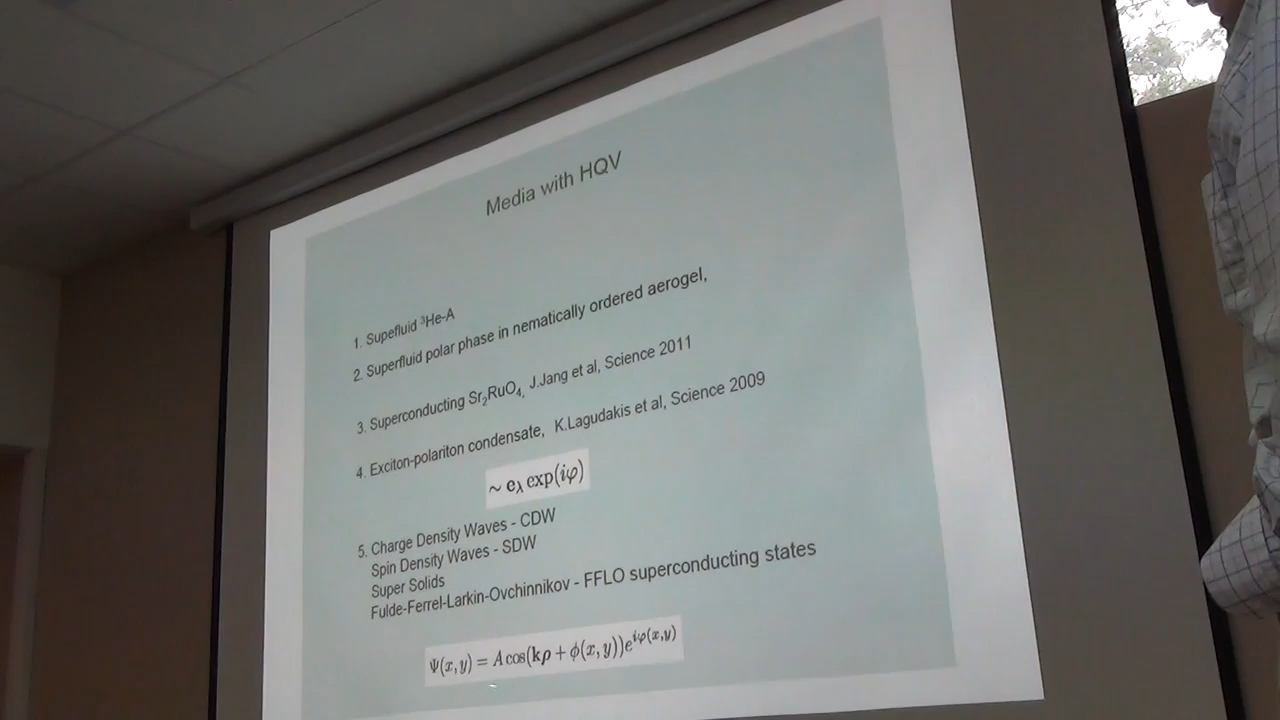 Media with HQV
1. Supefluid ³He-A
2. Superfluid polar phase in nematically ordered aerogel,
3. Superconducting Sr₂RuO₄, J.Jang et al, Science 2011
4. Exciton-polariton condensate, K.Lagudakis et al, Science 2009
~ e_λ exp(iφ)
5. Charge Density Waves - CDW
Spin Density Waves - SDW
Super Solids
Fulde-Ferrel-Larkin-Ovchinnikov - FFLO superconducting states
Ψ(x,y) = A cos(kρ + ϕ(x,y))e^{iφ(x,y)}